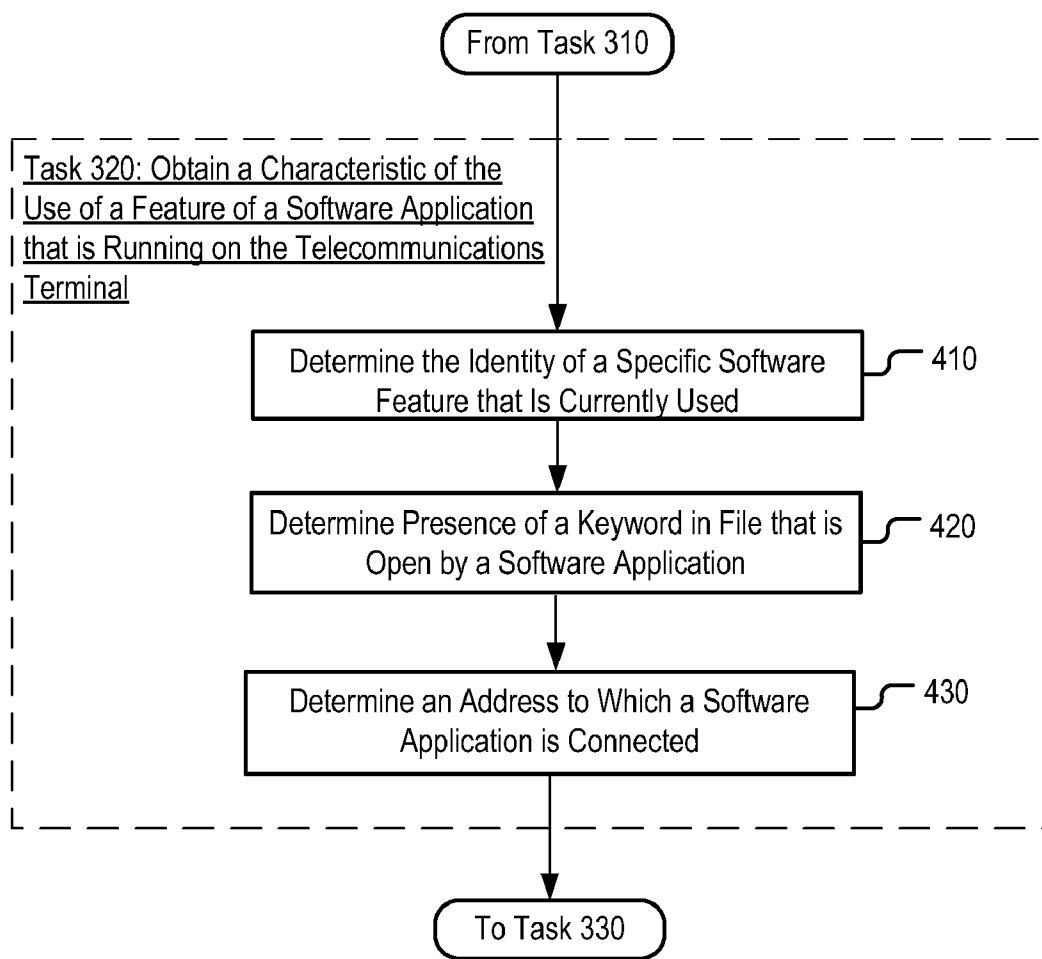 From Task 310
Task 320: Obtain a Characteristic of the
Use of a Feature of a Software Application
that is Running on the Telecommunications
Terminal
Determine the Identity of a Specific Software
Feature that Is Currently Used
410
Determine Presence of a Keyword in File that is
Open by a Software Application
420
Determine an Address to Which a Software
Application is Connected
430
To Task 330